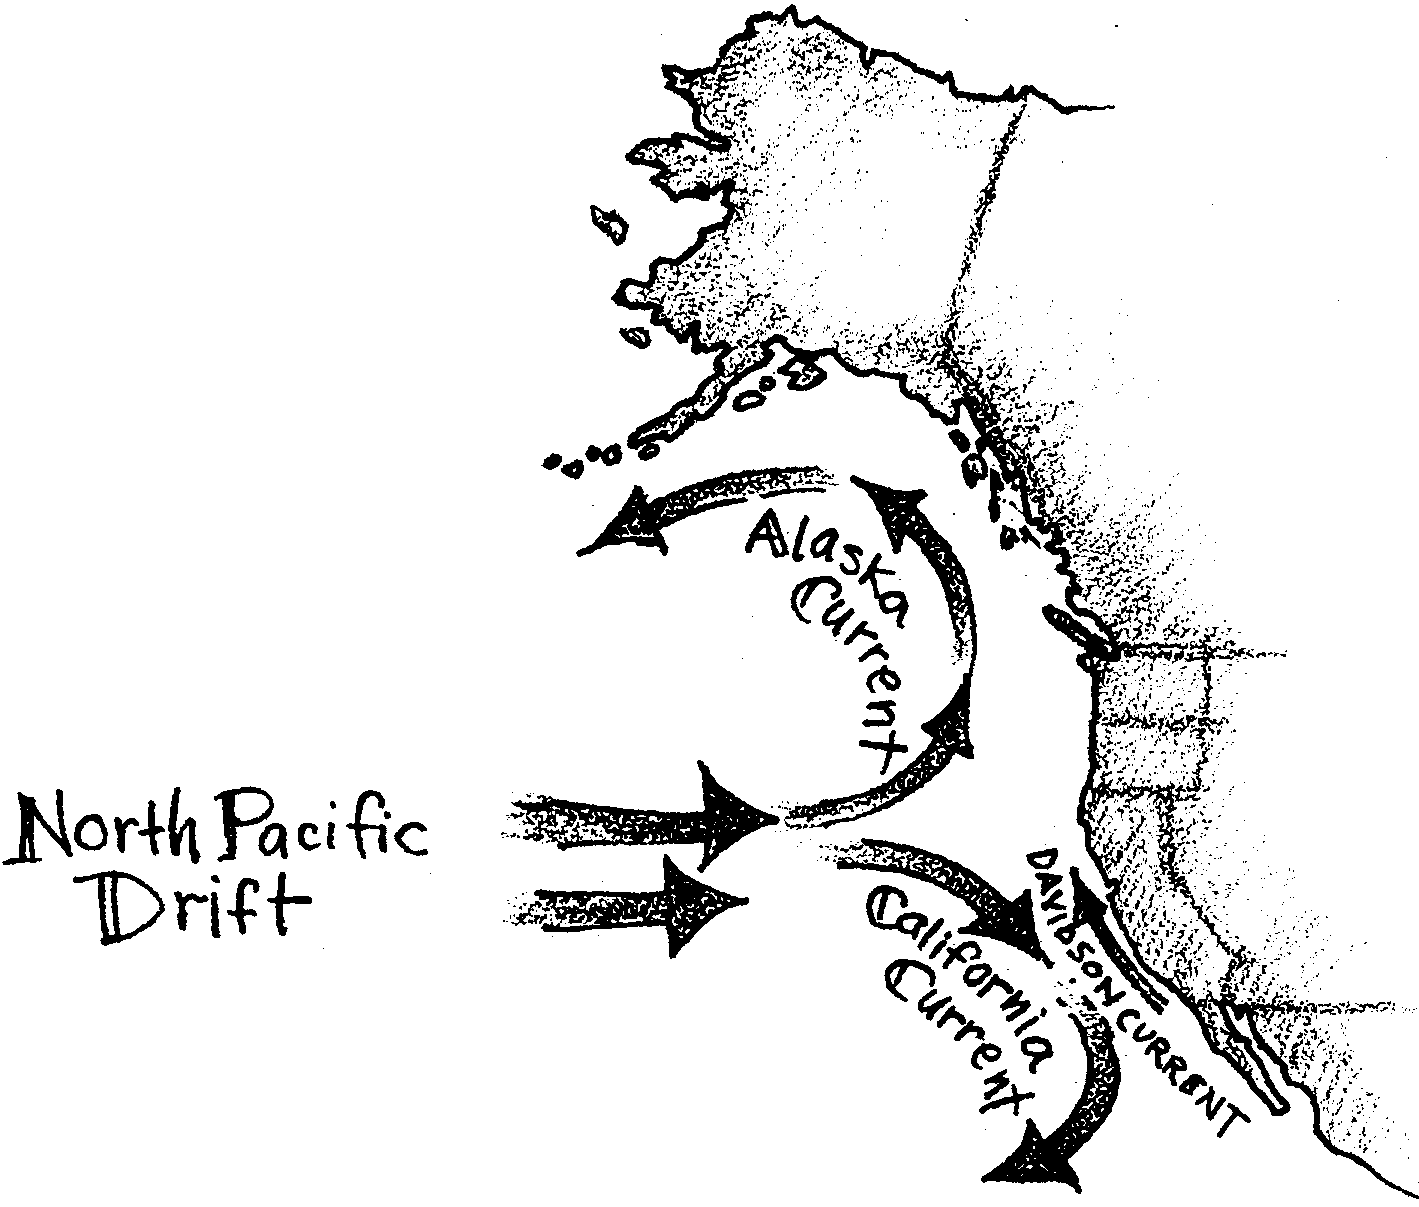 Alaska
Current
North Pacific
Drift
California
Current
DAVIDSON CURRENT